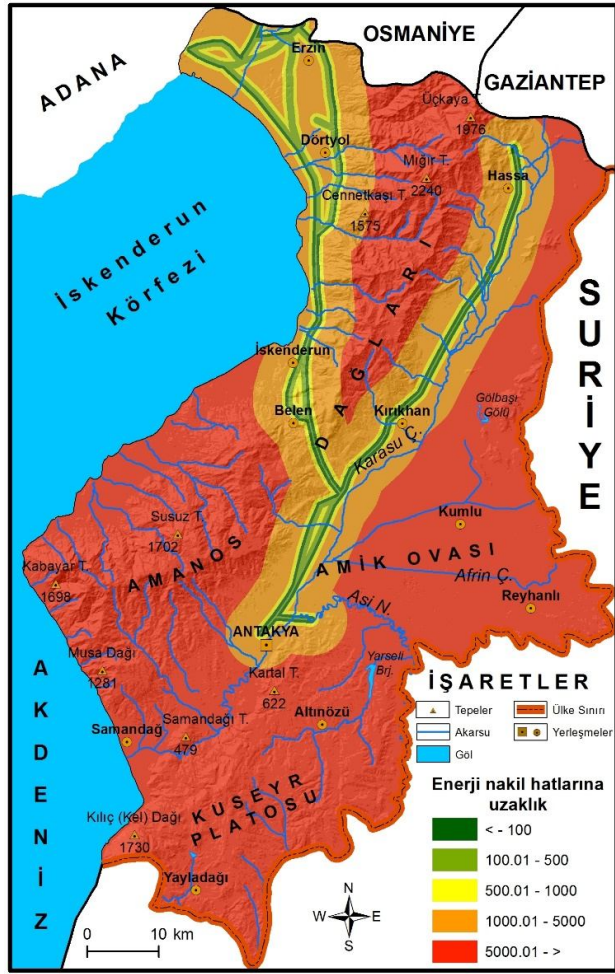 OSMANİYE
ADANA
GAZİANTEP
Erzin
Üçkaya T.
1976
Dörtyol
Mığır T.
2240
Hassa
Cennetkaşı T.
1575
İskenderun
Körfezi
SURİYE
DAĞLARI
İskenderun
Belen
Kırıkhan
Gölbaşı
Gölü
Karasu Ç.
Susuz T.
1702
Kumlu
Kabayar T.
1698
AMANOS
AMİK OVASI
Afrin Ç.
Reyhanlı
Asi N.
ANTAKYA
Musa Dağı
1281
Kartal T.
622
Yarseli
Brj.
AKDENİZ
Samandağ
Samandağı T.
479
Altınözü
KUSEYR
PLATOSU
Kılıç (Kel) Dağı
1730
Yayladağı
N
W E
S
0 10 km
İŞARETLER
Tepeler
Ülke Sınırı
Akarsu
Yerleşmeler
Göl
Enerji nakil hatlarına
uzaklık
< - 100
100.01 - 500
500.01 - 1000
1000.01 - 5000
5000.01 - >